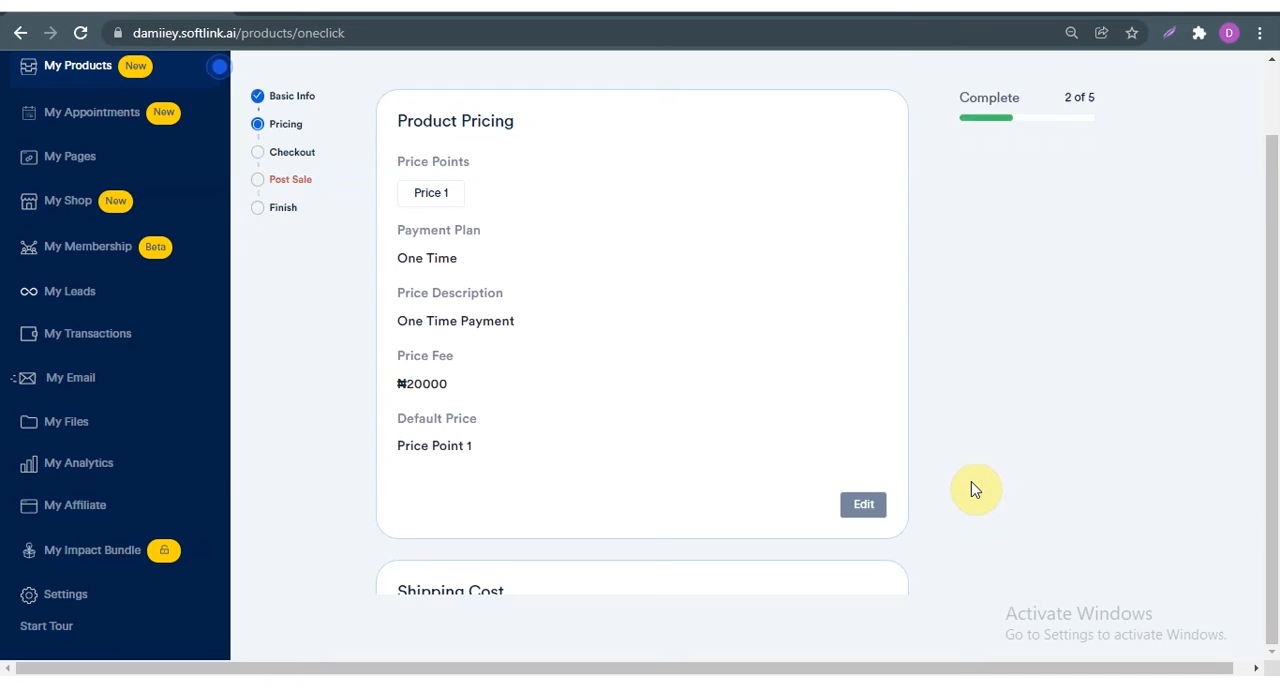 damiiey.softlink.ai/products/oneclick
D
My Products New
My Appointments New
My Pages
My Shop New
My Membership Beta
My Leads
My Transactions
My Email
My Files
My Analytics
My Affiliate
My Impact Bundle
Settings
Start Tour
Basic Info
Pricing
Checkout
Post Sale
Finish
Product Pricing
Price Points
Price 1
Payment Plan
One Time
Price Description
One Time Payment
Price Fee
₦20000
Default Price
Price Point 1
Edit
Shipping Cost
Complete 2 of 5
Activate Windows
Go to Settings to activate Windows.